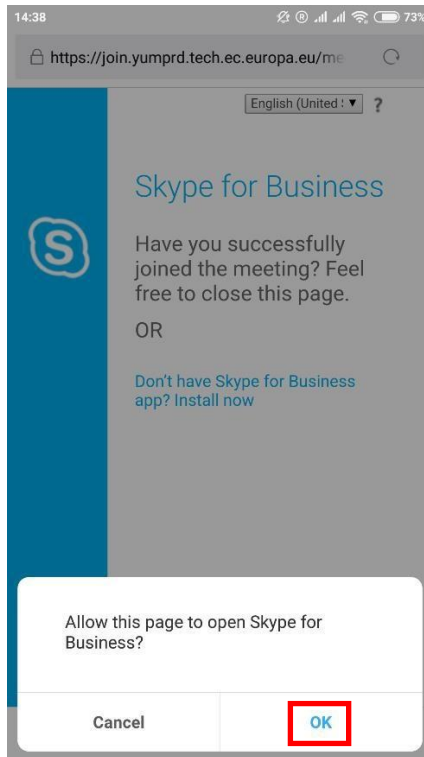 14:38
73%
https://join.yumprd.tech.ec.europa.eu/me
English (United S
?
Skype for Business
Have you successfully
joined the meeting? Feel
free to close this page.
OR
Don't have Skype for Business
app? Install now
Allow this page to open Skype for
Business?
Cancel
OK